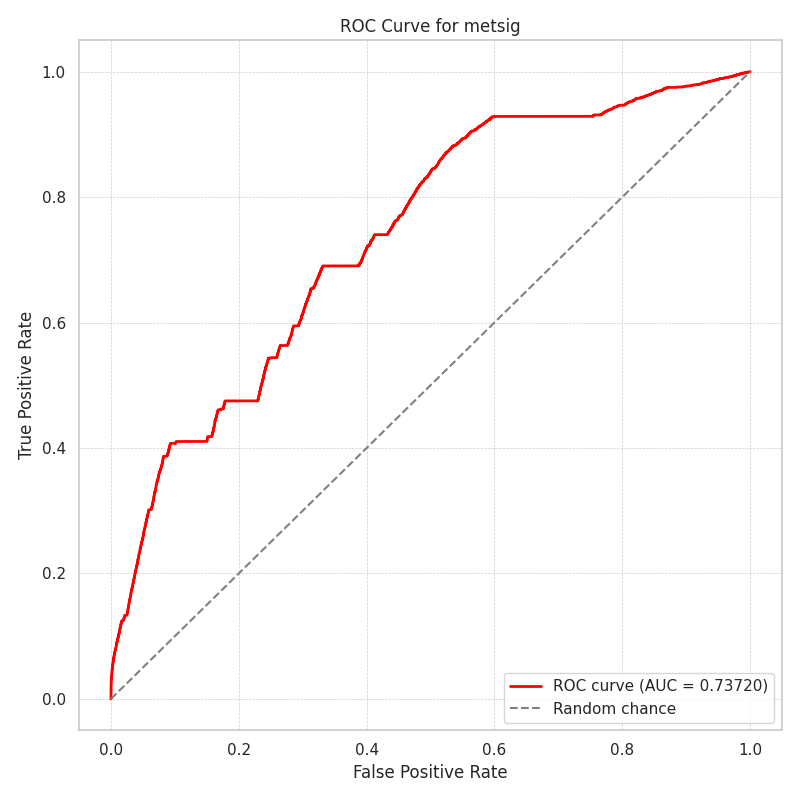 ROC Curve for metsig
1.0
0.8
0.6
0.4
0.2
0.0
True Positive Rate
ROC curve (AUC = 0.73720)
Random chance
0.0 0.2 0.4 0.6 0.8 1.0
False Positive Rate